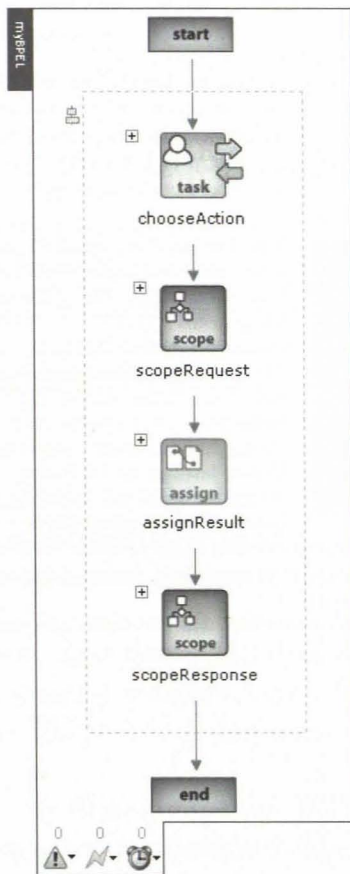 myBPEL
start
task
chooseAction
scope
scopeRequest
assign
assignResult
scope
scopeResponse
end
0 0 0